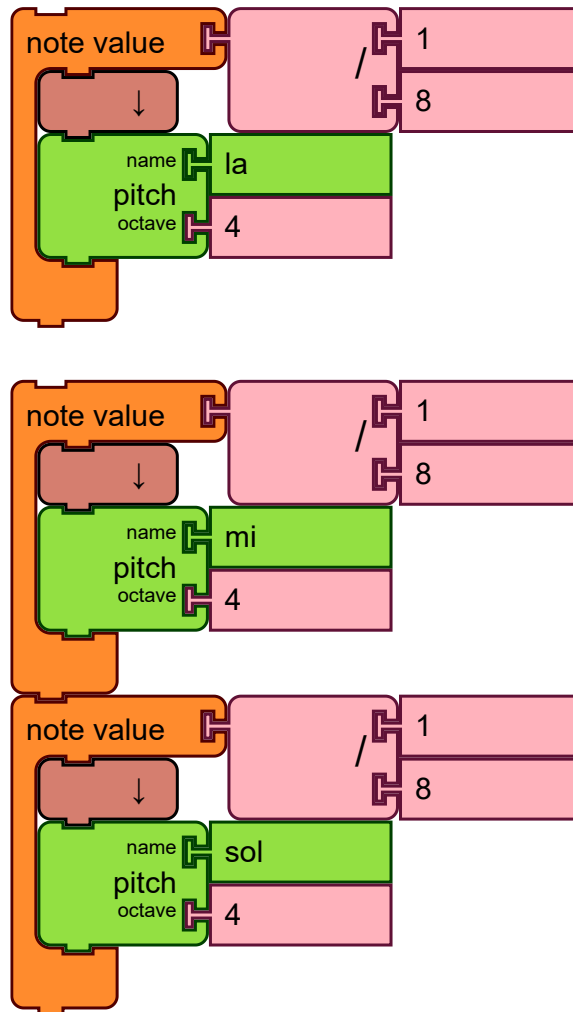 note value / 1
8
↓
name la
pitch
octave 4
note value / 1
8
↓
name mi
pitch
octave 4
note value / 1
8
↓
name sol
pitch
octave 4